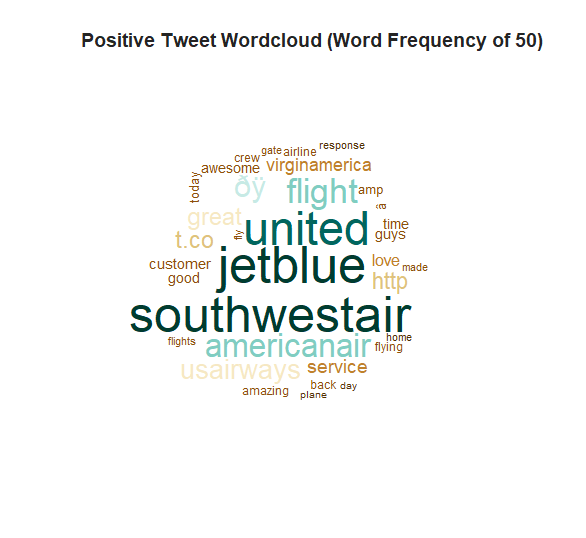 Positive Tweet Wordcloud (Word Frequency of 50)
response
gate airline
crew
awesome virginamerica
today ðÿ flight amp
great a
united time
t.co fly guys
jetblue love
customer made
good http
southwestair
home
flights americanair flying
usairways service
back day
amazing plane